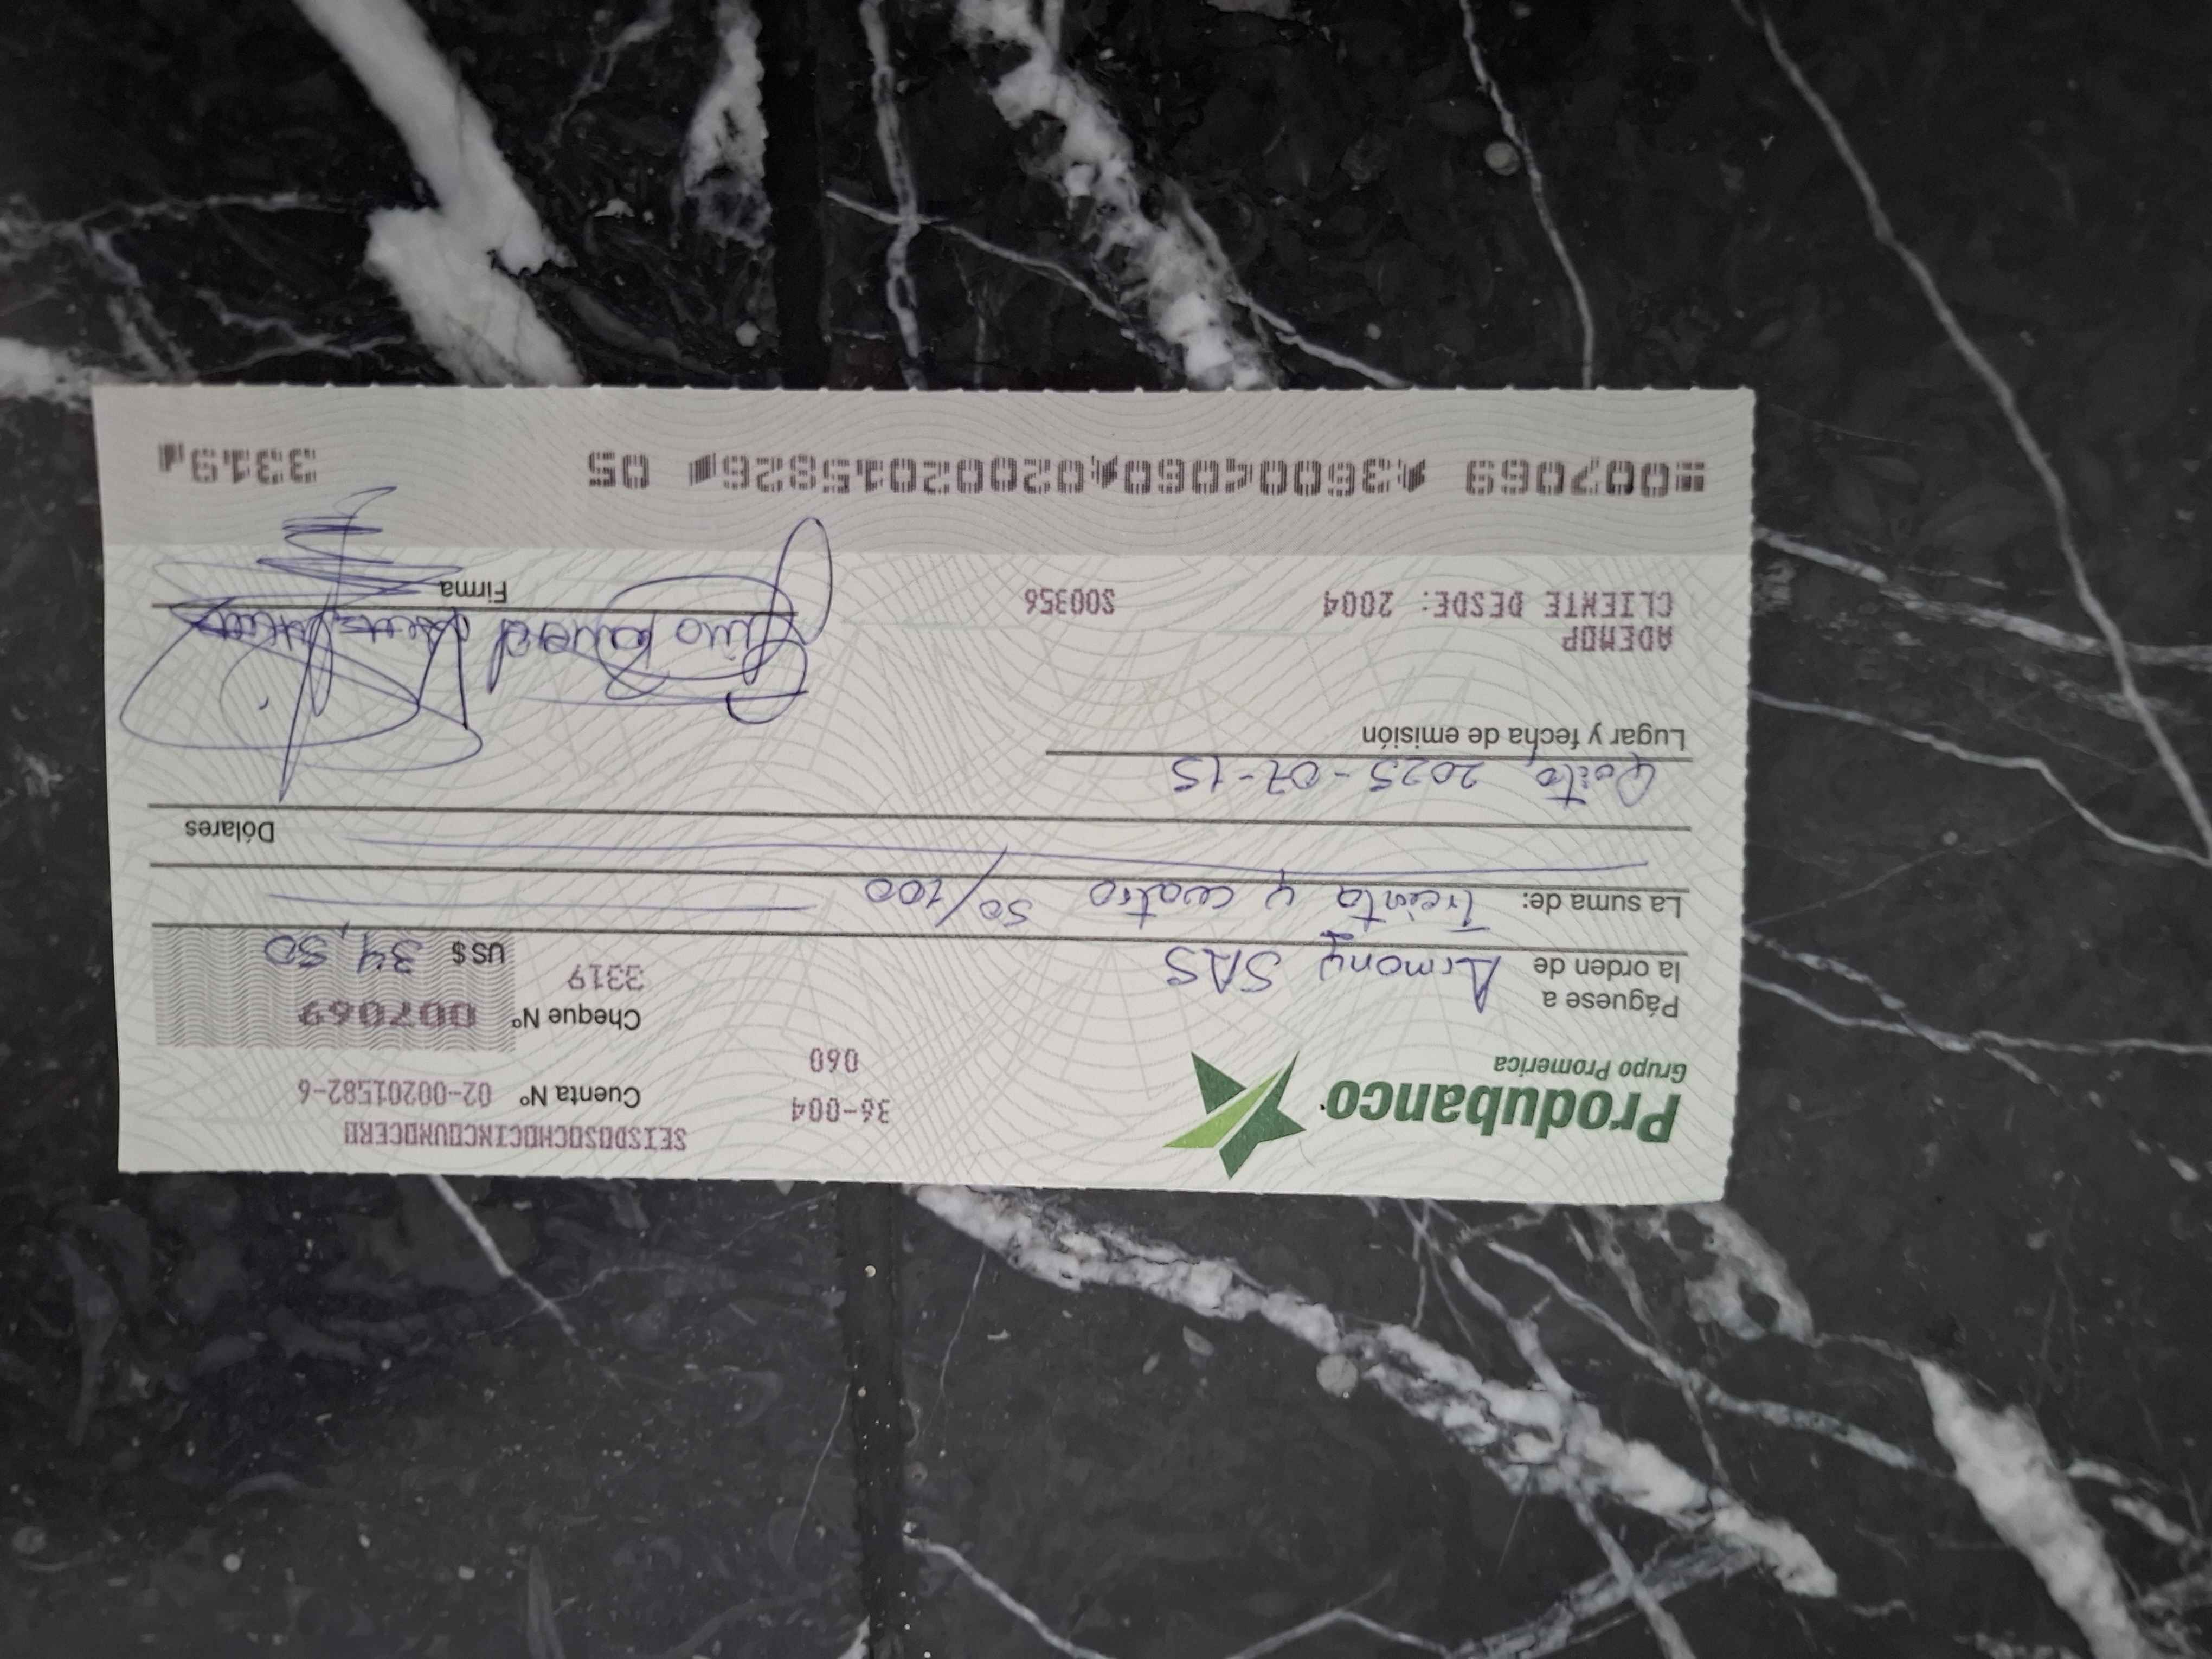 Produbanco
Grupo Promerica
36-004
060
SEISDOSOCHOCINCOUNOCERO
Cuenta Nº 02-00201582-6
Cheque Nº 007069
3319
Páguese a
la orden de Armony SAS US $ 34,50
La suma de: Treinta y cuatro 50/100
Dólares
Quito, 2025-07-15
Lugar y fecha de emisión
ADEMOP
CLIENTE DESDE: 2004 S00356
Firma
007069 36004060 02002015826 05 3319